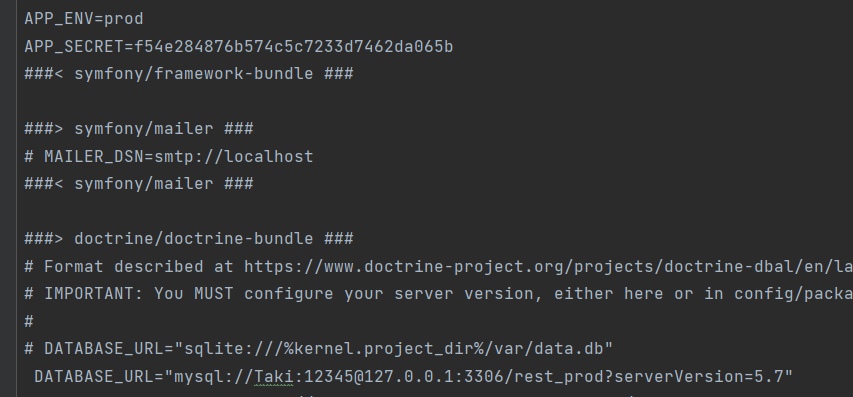 APP_ENV=prod
APP_SECRET=f54e284876b574c5c7233d7462da065b
###< symfony/framework-bundle ###
###> symfony/mailer ###
# MAILER_DSN=smtp://localhost
###< symfony/mailer ###
###> doctrine/doctrine-bundle ###
# Format described at https://www.doctrine-project.org/projects/doctrine-dbal/en/la
# IMPORTANT: You MUST configure your server version, either here or in config/packa
#
# DATABASE_URL="sqlite:///%kernel.project_dir%/var/data.db"
DATABASE_URL="mysql://Taki:12345@127.0.0.1:3306/rest_prod?serverVersion=5.7"